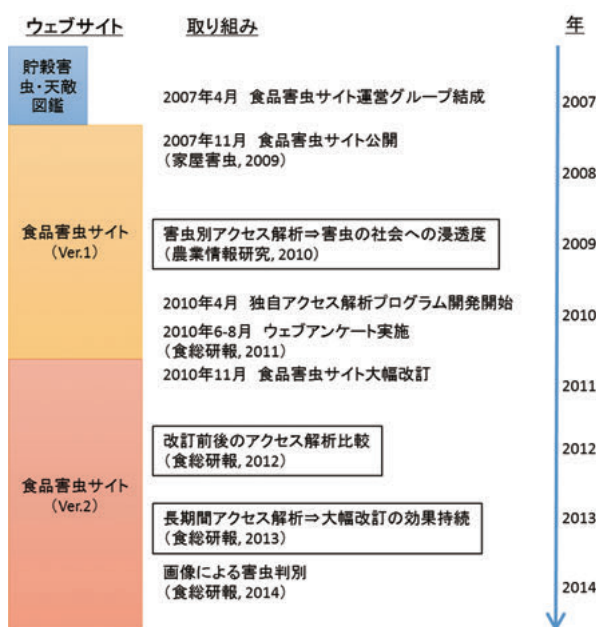 ウェブサイト
取り組み
年
貯穀害
虫・天敵
図鑑
2007年4月 食品害虫サイト運営グループ結成
2007
2007年11月 食品害虫サイト公開
(家屋害虫, 2009)
2008
食品害虫サイト
(Ver.1)
害虫別アクセス解析⇒害虫の社会への浸透度
(農業情報研究, 2010)
2009
2010年4月 独自アクセス解析プログラム開発開始
2010
2010年6-8月 ウェブアンケート実施
(食総研報, 2011)
2010年11月 食品害虫サイト大幅改訂
2011
改訂前後のアクセス解析比較
(食総研報, 2012)
2012
食品害虫サイト
(Ver.2)
長期間アクセス解析⇒大幅改訂の効果持続
(食総研報, 2013)
2013
画像による害虫判別
(食総研報, 2014)
2014